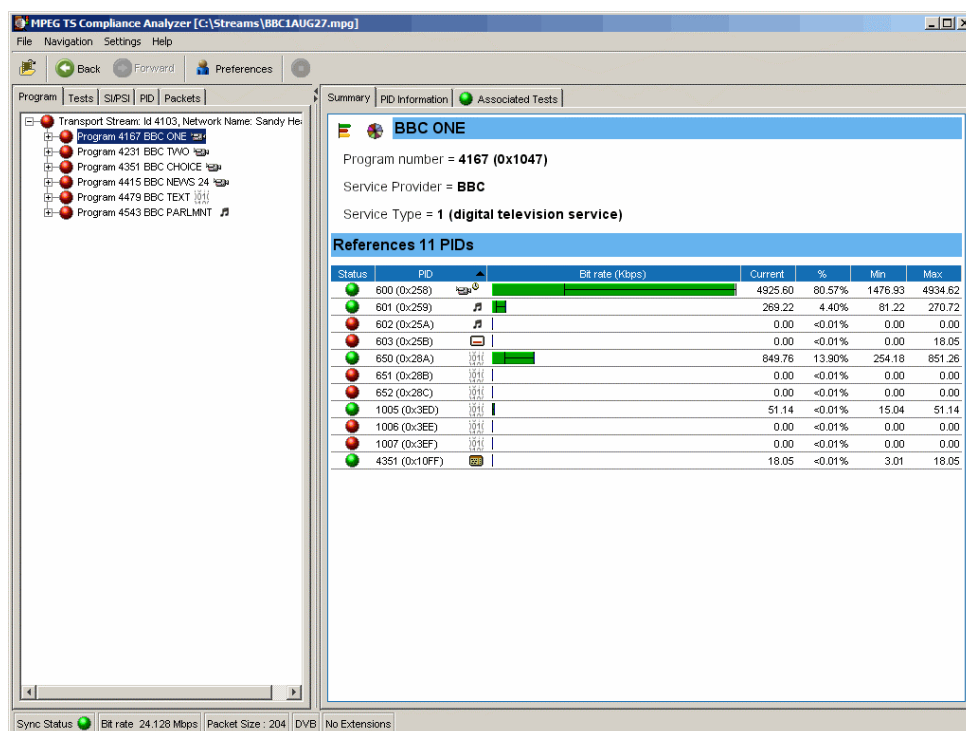 MPEG TS Compliance Analyzer [C:\Streams\BBC1AUG27.mpg]
File Navigation Settings Help
Back Forward Preferences
Program Tests SI/PSI PID Packets
Summary PID Information Associated Tests
Transport Stream: Id 4103, Network Name: Sandy He
Program 4167 BBC ONE
Program 4231 BBC TWO
Program 4351 BBC CHOICE
Program 4415 BBC NEWS 24
Program 4479 BBC TEXT
Program 4543 BBC PARLMNT
BBC ONE
Program number = 4167 (0x1047)
Service Provider = BBC
Service Type = 1 (digital television service)
References 11 PIDs
Status PID Bit rate (Kbps) Current % Min Max
600 (0x258) 4925.60 80.57% 1476.93 4934.62
601 (0x259) 269.22 4.40% 81.22 270.72
602 (0x25A) 0.00 <0.01% 0.00 0.00
603 (0x25B) 0.00 <0.01% 0.00 18.05
650 (0x28A) 849.76 13.90% 254.18 851.26
651 (0x28B) 0.00 <0.01% 0.00 0.00
652 (0x28C) 0.00 <0.01% 0.00 0.00
1005 (0x3ED) 51.14 <0.01% 15.04 51.14
1006 (0x3EE) 0.00 <0.01% 0.00 0.00
1007 (0x3EF) 0.00 <0.01% 0.00 0.00
4351 (0x10FF) 18.05 <0.01% 3.01 18.05
Sync Status Bit rate 24.128 Mbps Packet Size : 204 DVB No Extensions